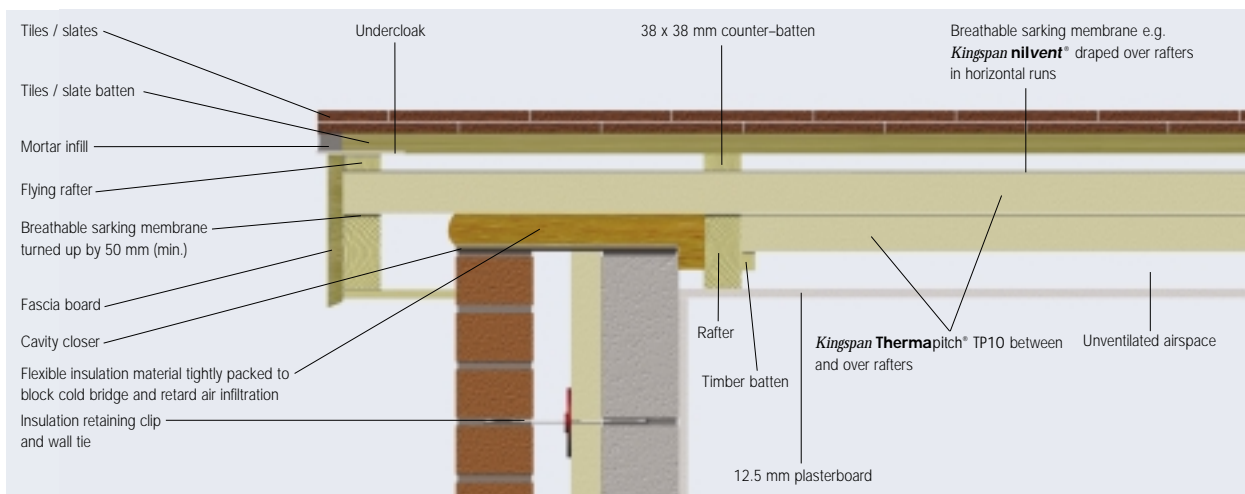 Tiles / slates
Undercloak
38 x 38 mm counter–batten
Breathable sarking membrane e.g.
Kingspan nilvent® draped over rafters
in horizontal runs
Tiles / slate batten
Mortar infill
Flying rafter
Breathable sarking membrane
turned up by 50 mm (min.)
Fascia board
Cavity closer
Flexible insulation material tightly packed to
block cold bridge and retard air infiltration
Insulation retaining clip
and wall tie
Rafter
Timber batten
Kingspan Thermapitch® TP10 between
and over rafters
Unventilated airspace
12.5 mm plasterboard